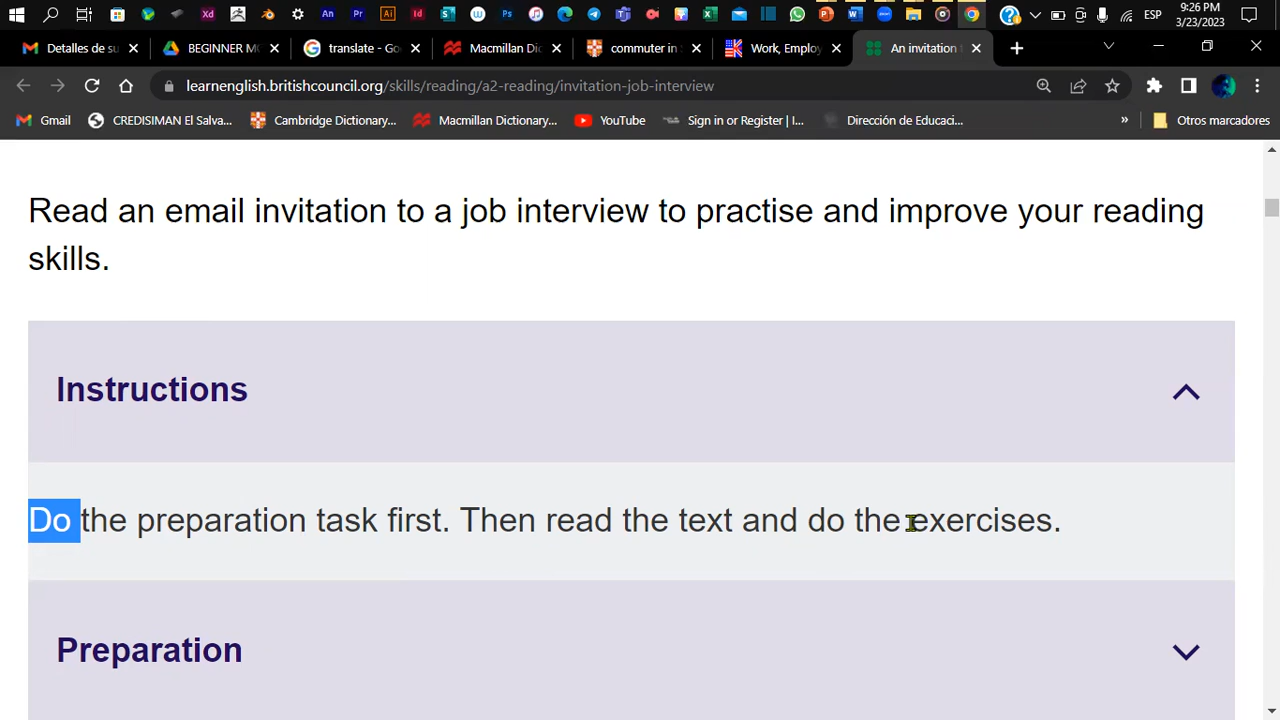 9:26 PM
ESP
3/23/2023
Detalles de su
BEGINNER M
translate - Goo
Macmillan Dic
commuter in
Work, Employ
An invitation
learnenglish.britishcouncil.org/skills/reading/a2-reading/invitation-job-interview
Gmail
CREDISIMAN El Salva...
Cambridge Dictionary...
Macmillan Dictionary...
YouTube
Sign in or Register | I...
Dirección de Educaci...
Otros marcadores
Read an email invitation to a job interview to practise and improve your reading
skills.
Instructions
Do the preparation task first. Then read the text and do the exercises.
Preparation